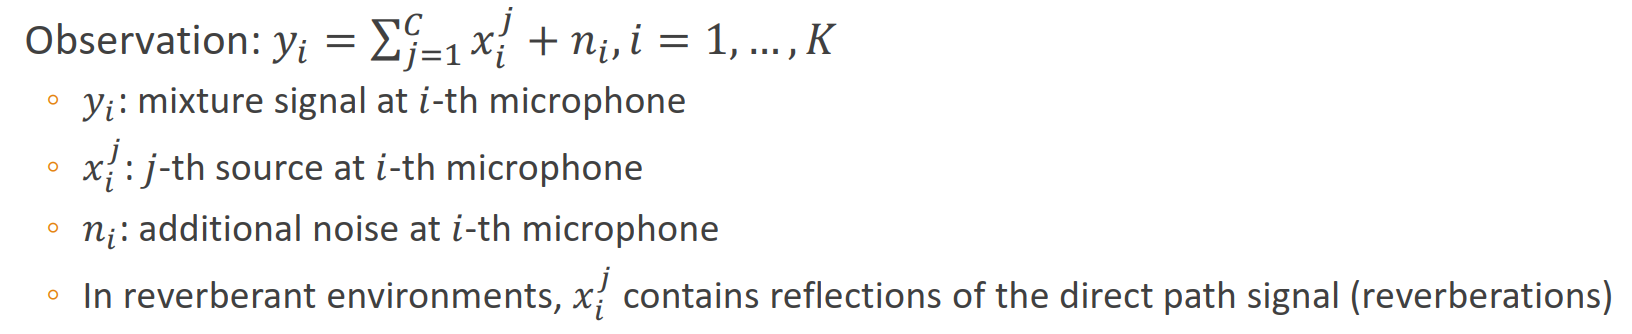 Observation: $y_i = \sum_{j=1}^{C} x_i^j + n_i, i = 1, \dots, K$
◦ $y_i$: mixture signal at $i$-th microphone
◦ $x_i^j$: $j$-th source at $i$-th microphone
◦ $n_i$: additional noise at $i$-th microphone
◦ In reverberant environments, $x_i^j$ contains reflections of the direct path signal (reverberations)